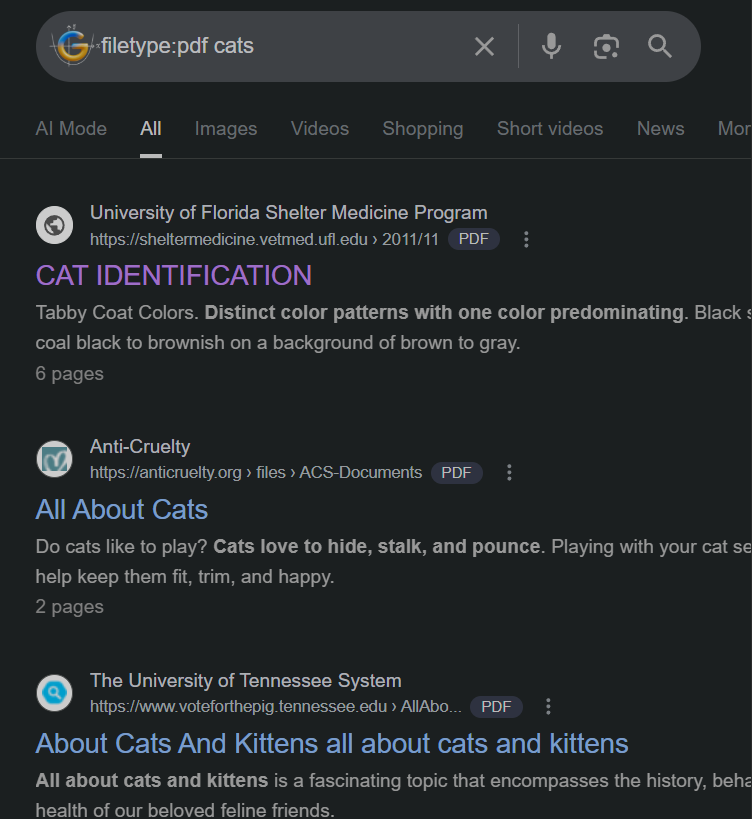 filetype:pdf cats
AI Mode All Images Videos Shopping Short videos News Mor
University of Florida Shelter Medicine Program
https://sheltermedicine.vetmed.ufl.edu › 2011/11 PDF
CAT IDENTIFICATION
Tabby Coat Colors. Distinct color patterns with one color predominating. Black s
coal black to brownish on a background of brown to gray.
6 pages
Anti-Cruelty
https://anticruelty.org › files › ACS-Documents PDF
All About Cats
Do cats like to play? Cats love to hide, stalk, and pounce. Playing with your cat se
help keep them fit, trim, and happy.
2 pages
The University of Tennessee System
https://www.voteforthepig.tennessee.edu › AllAbo... PDF
About Cats And Kittens all about cats and kittens
All about cats and kittens is a fascinating topic that encompasses the history, beha
health of our beloved feline friends.